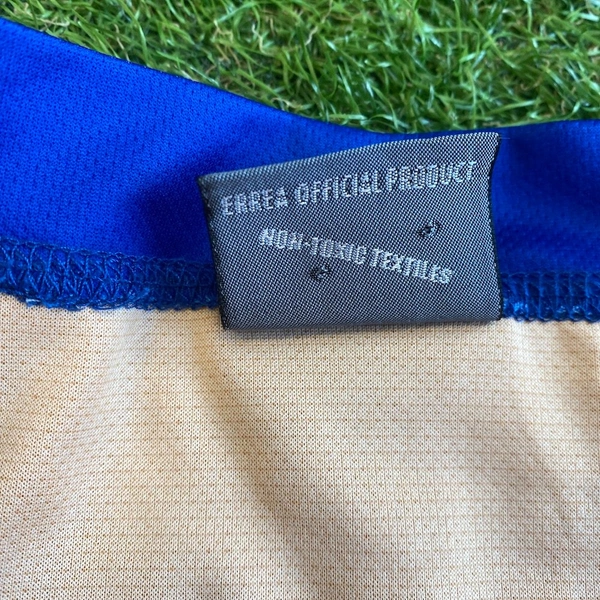 ERREA OFFICIAL PRODUCT
NON-TOXIC TEXTILES